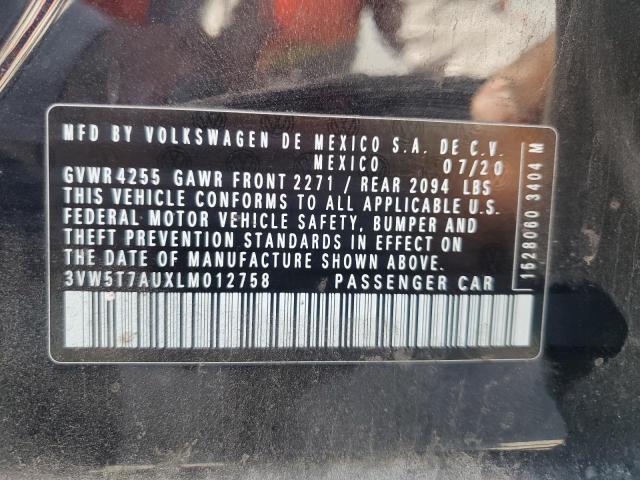 MFD BY VOLKSWAGEN DE MEXICO S.A. DE C.V.
MEXICO 07/20
GVWR 4255 GAWR FRONT 2271 / REAR 2094 LBS
THIS VEHICLE CONFORMS TO ALL APPLICABLE U.S.
FEDERAL MOTOR VEHICLE SAFETY, BUMPER AND
THEFT PREVENTION STANDARDS IN EFFECT ON
THE DATE OF MANUFACTURE SHOWN ABOVE.
3VW5T7AUXLM012758 PASSENGER CAR
1528060 3404 M